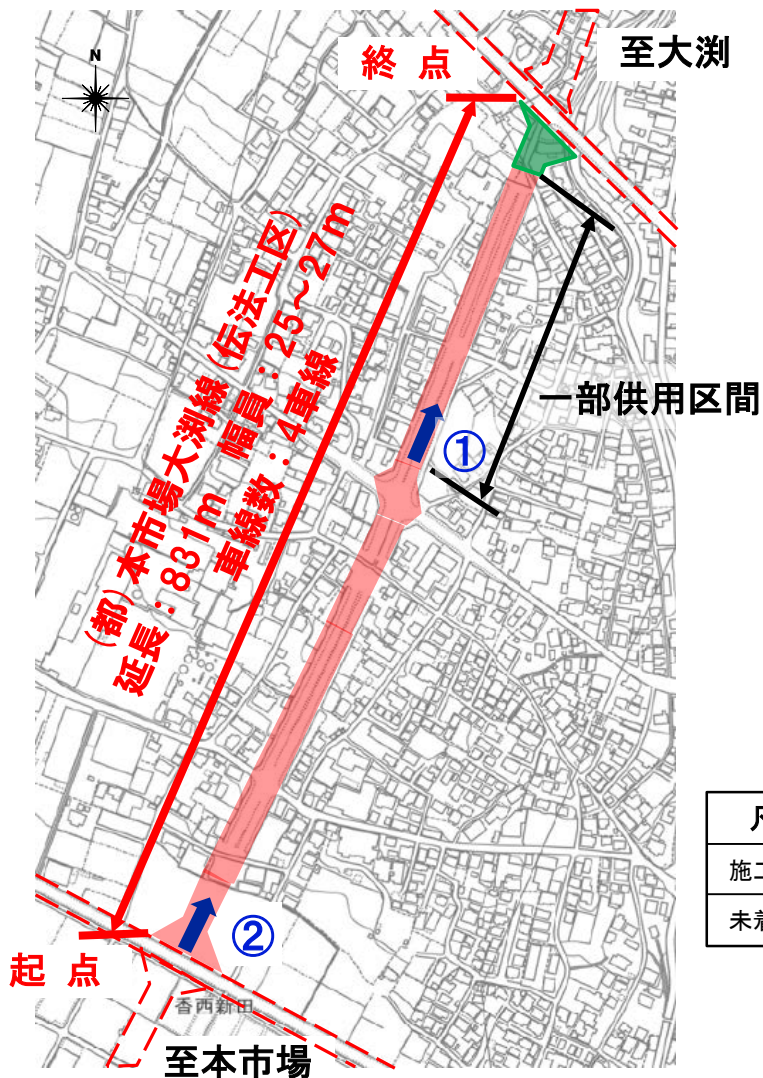 至大渕
終点
N
(都)本市場大渕線(伝法工区)
延長:831m 幅員:25~27m
車線数:4車線
一部供用区間
①
②
起点
香西新田
至本市場